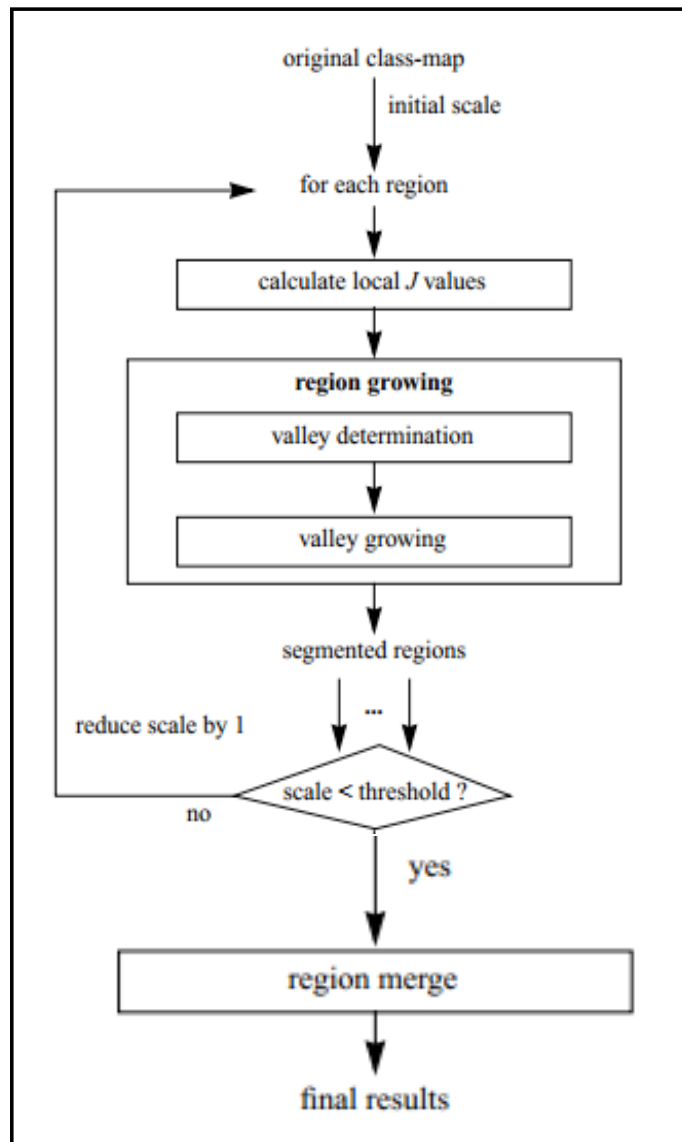 original class-map
initial scale
for each region
calculate local J values
region growing
valley determination
valley growing
segmented regions
...
reduce scale by 1
scale < threshold ?
no
yes
region merge
final results